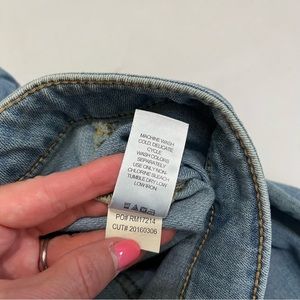 MACHINE WASH
COLD, DELICATE
CYCLE
WASH COLORS
SEPARATELY
USE ONLY NON-
CHLORINE BLEACH
TUMBLE DRY LOW
LOW IRON
PO# RM17214
CUT# 20160306